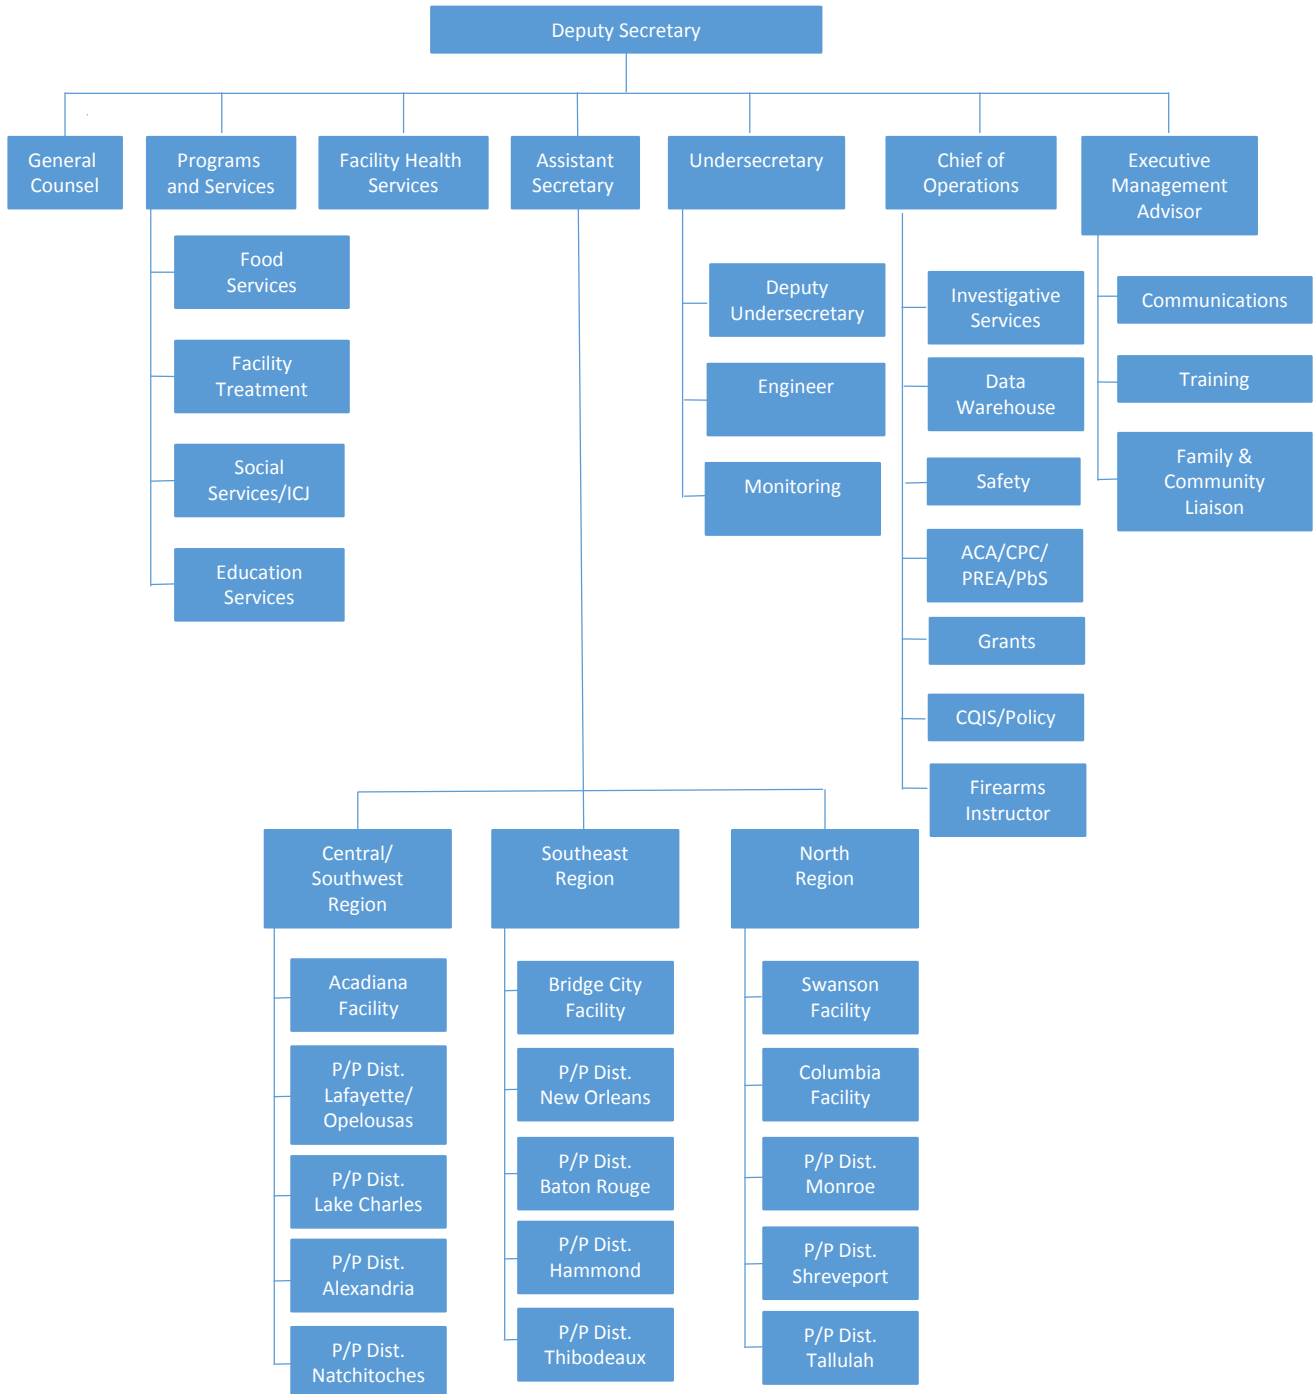 Deputy Secretary
General
Counsel
Programs
and Services
Facility Health
Services
Assistant
Secretary
Undersecretary
Chief of
Operations
Executive
Management
Advisor
Food
Services
Facility
Treatment
Social
Services/ICJ
Education
Services
Deputy
Undersecretary
Engineer
Monitoring
Investigative
Services
Data
Warehouse
Safety
ACA/CPC/
PREA/PbS
Grants
CQIS/Policy
Firearms
Instructor
Communications
Training
Family &
Community
Liaison
Central/
Southwest
Region
Acadiana
Facility
P/P Dist.
Lafayette/
Opelousas
P/P Dist.
Lake Charles
P/P Dist.
Alexandria
P/P Dist.
Natchitoches
Southeast
Region
Bridge City
Facility
P/P Dist.
New Orleans
P/P Dist.
Baton Rouge
P/P Dist.
Hammond
P/P Dist.
Thibodeaux
North
Region
Swanson
Facility
Columbia
Facility
P/P Dist.
Monroe
P/P Dist.
Shreveport
P/P Dist.
Tallulah